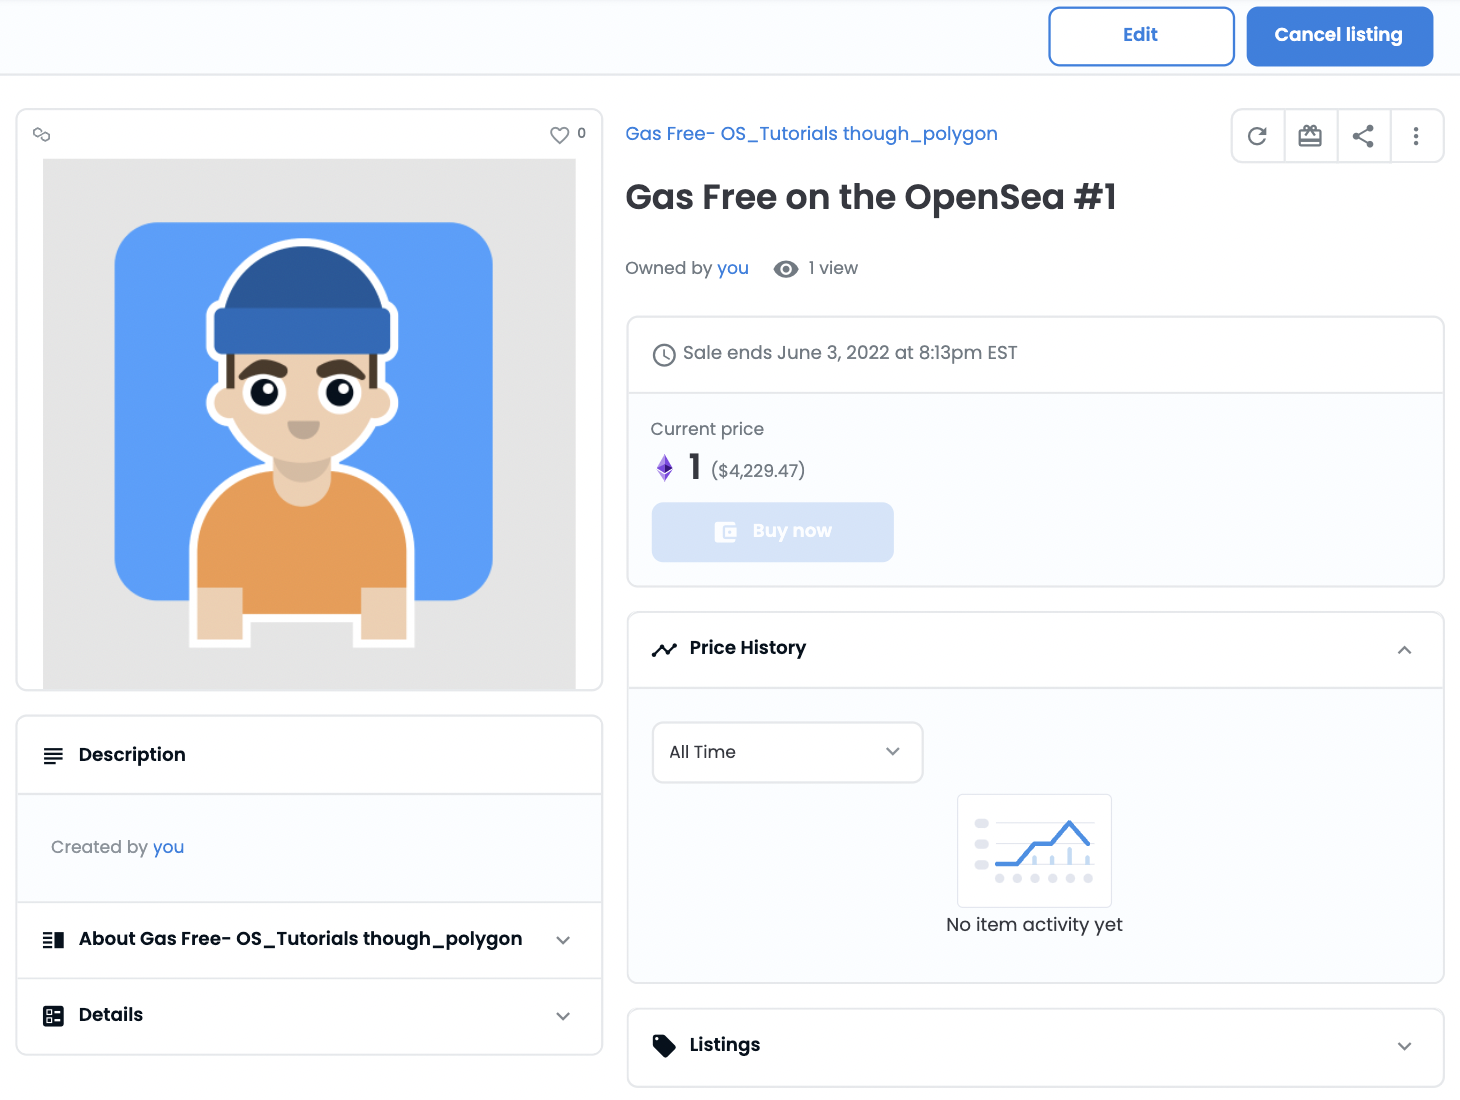 Edit
Cancel listing
0
Gas Free- OS_Tutorials though_polygon
Gas Free on the OpenSea #1
Owned by you
1 view
Sale ends June 3, 2022 at 8:13pm EST
Current price
1 ($4,229.47)
Buy now
Price History
All Time
No item activity yet
Listings
Description
Created by you
About Gas Free- OS_Tutorials though_polygon
Details